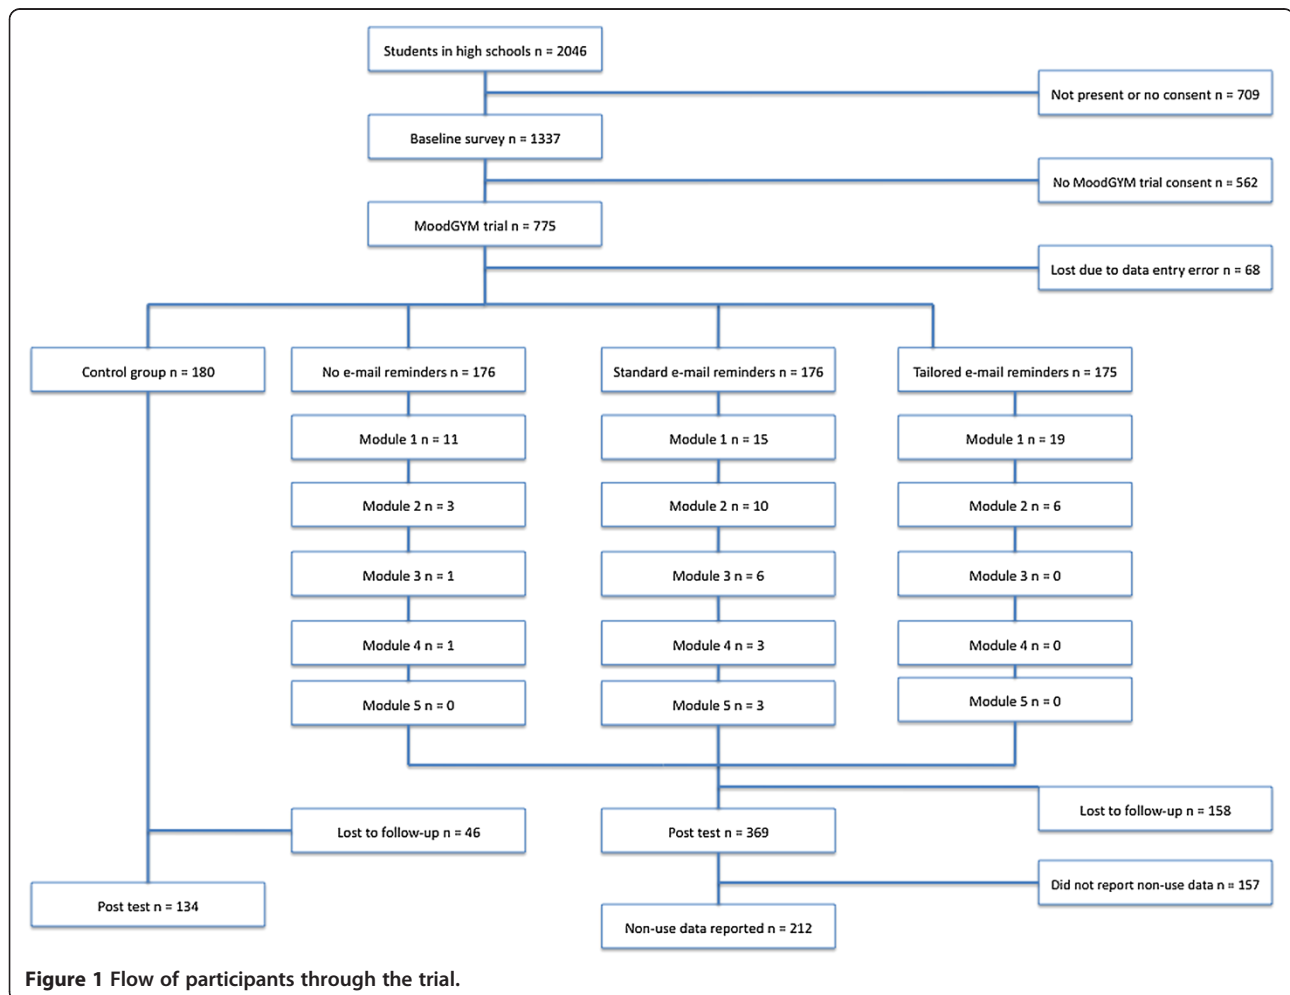 Students in high schools n = 2046
Not present or no consent n = 709
Baseline survey n = 1337
No MoodGYM trial consent n = 562
MoodGYM trial n = 775
Lost due to data entry error n = 68
Control group n = 180
No e-mail reminders n = 176
Standard e-mail reminders n = 176
Tailored e-mail reminders n = 175
Module 1 n = 11
Module 1 n = 15
Module 1 n = 19
Module 2 n = 3
Module 2 n = 10
Module 2 n = 6
Module 3 n = 1
Module 3 n = 6
Module 3 n = 0
Module 4 n = 1
Module 4 n = 3
Module 4 n = 0
Module 5 n = 0
Module 5 n = 3
Module 5 n = 0
Lost to follow-up n = 158
Lost to follow-up n = 46
Post test n = 369
Did not report non-use data n = 157
Post test n = 134
Non-use data reported n = 212
Figure 1 Flow of participants through the trial.